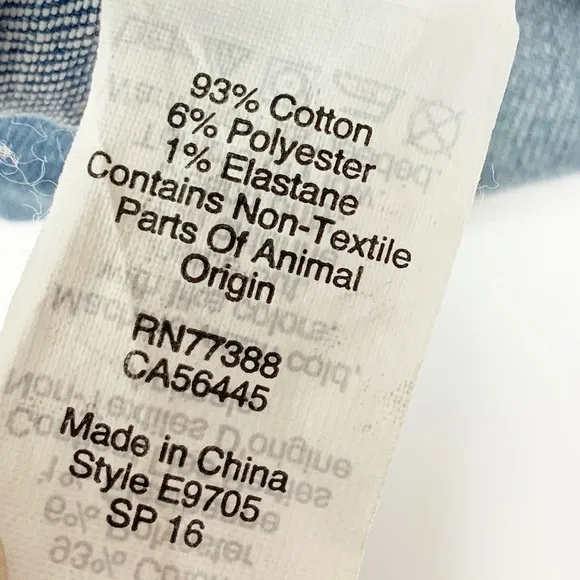 93% Cotton
6% Polyester
1% Elastane
Contains Non-Textile
Parts Of Animal
Origin
RN77388
CA56445
Made in China
Style E9705
SP 16